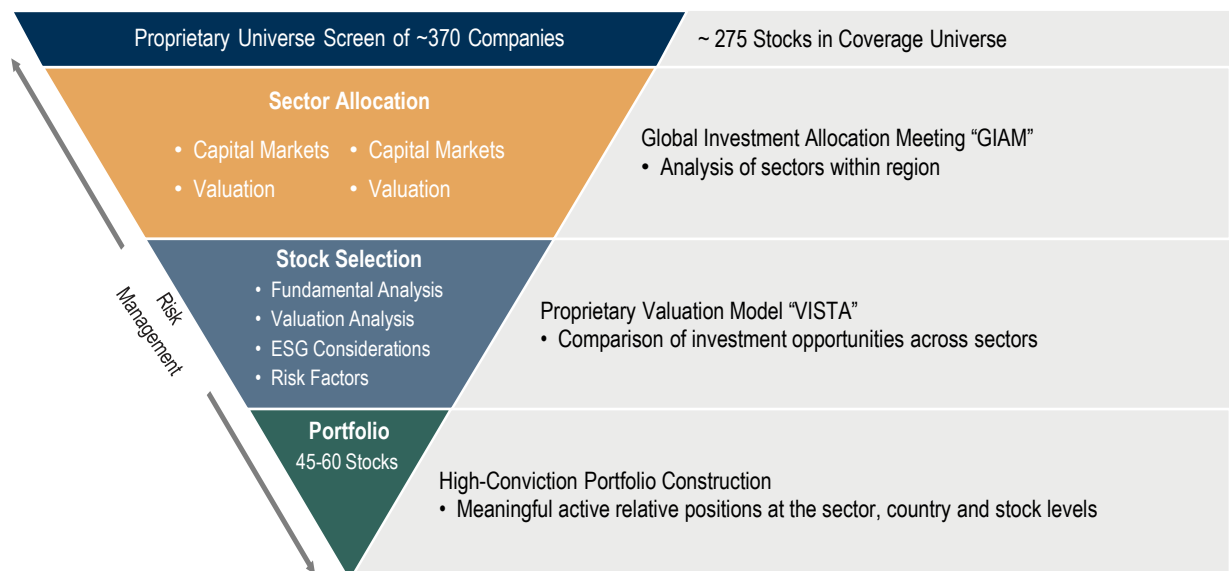 Proprietary Universe Screen of ~370 Companies
~ 275 Stocks in Coverage Universe
Sector Allocation
• Capital Markets • Capital Markets
• Valuation • Valuation
Global Investment Allocation Meeting “GIAM”
• Analysis of sectors within region
Risk
Management
Stock Selection
• Fundamental Analysis
• Valuation Analysis
• ESG Considerations
• Risk Factors
Proprietary Valuation Model “VISTA”
• Comparison of investment opportunities across sectors
Portfolio
45-60 Stocks
High-Conviction Portfolio Construction
• Meaningful active relative positions at the sector, country and stock levels